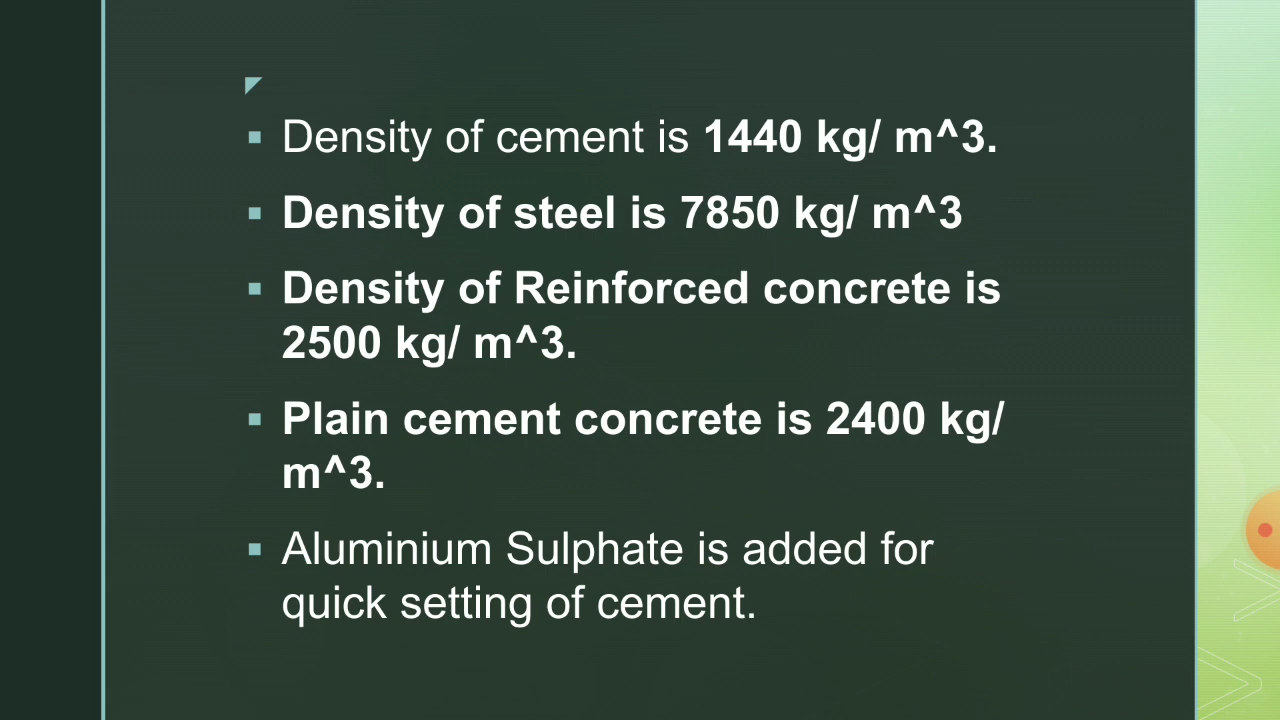 Density of cement is 1440 kg/ m^3.
Density of steel is 7850 kg/ m^3
Density of Reinforced concrete is
2500 kg/ m^3.
Plain cement concrete is 2400 kg/
m^3.
Aluminium Sulphate is added for
quick setting of cement.